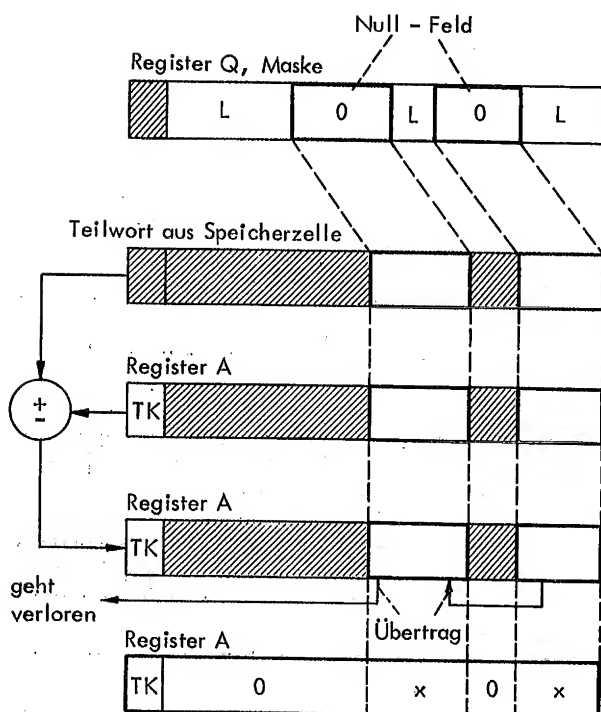 Null – Feld
Register Q, Maske
L 0 L 0 L
Teilwort aus Speicherzelle
Register A
±
TK
Register A
TK
geht
verloren
Übertrag
Register A
TK 0 x 0 x